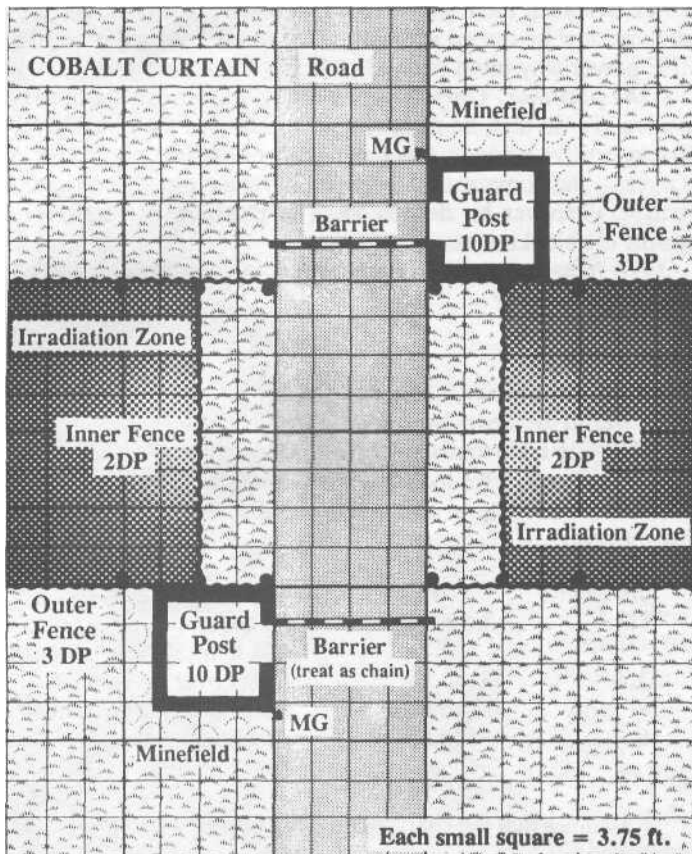 COBALT CURTAIN
Road
Minefield
MG
Guard
Post
10DP
Outer
Fence
3DP
Barrier
Irradiation Zone
Inner Fence
2DP
Inner Fence
2DP
Irradiation Zone
Outer
Fence
3 DP
Guard
Post
10 DP
Barrier
(treat as chain)
MG
Minefield
Each small square = 3.75 ft.